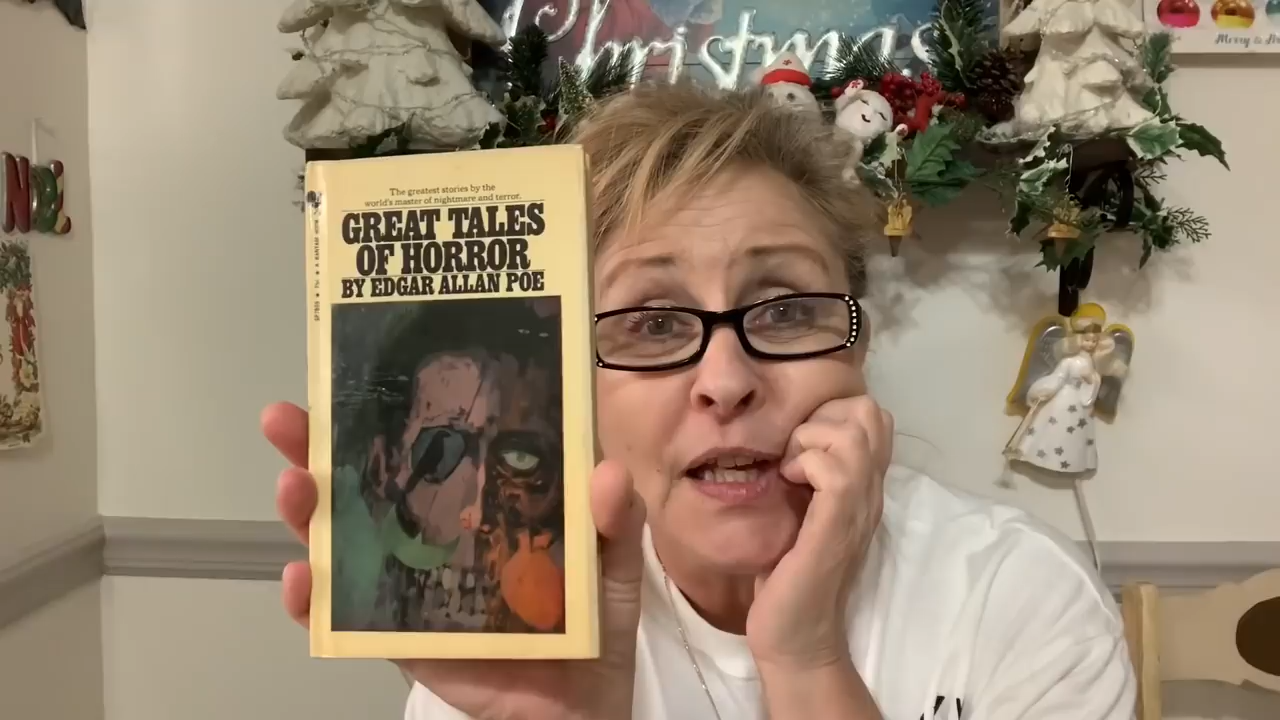 Christmas
The greatest stories by the
world's master of nightmare and terror.
GREAT TALES
OF HORROR
BY EDGAR ALLAN POE